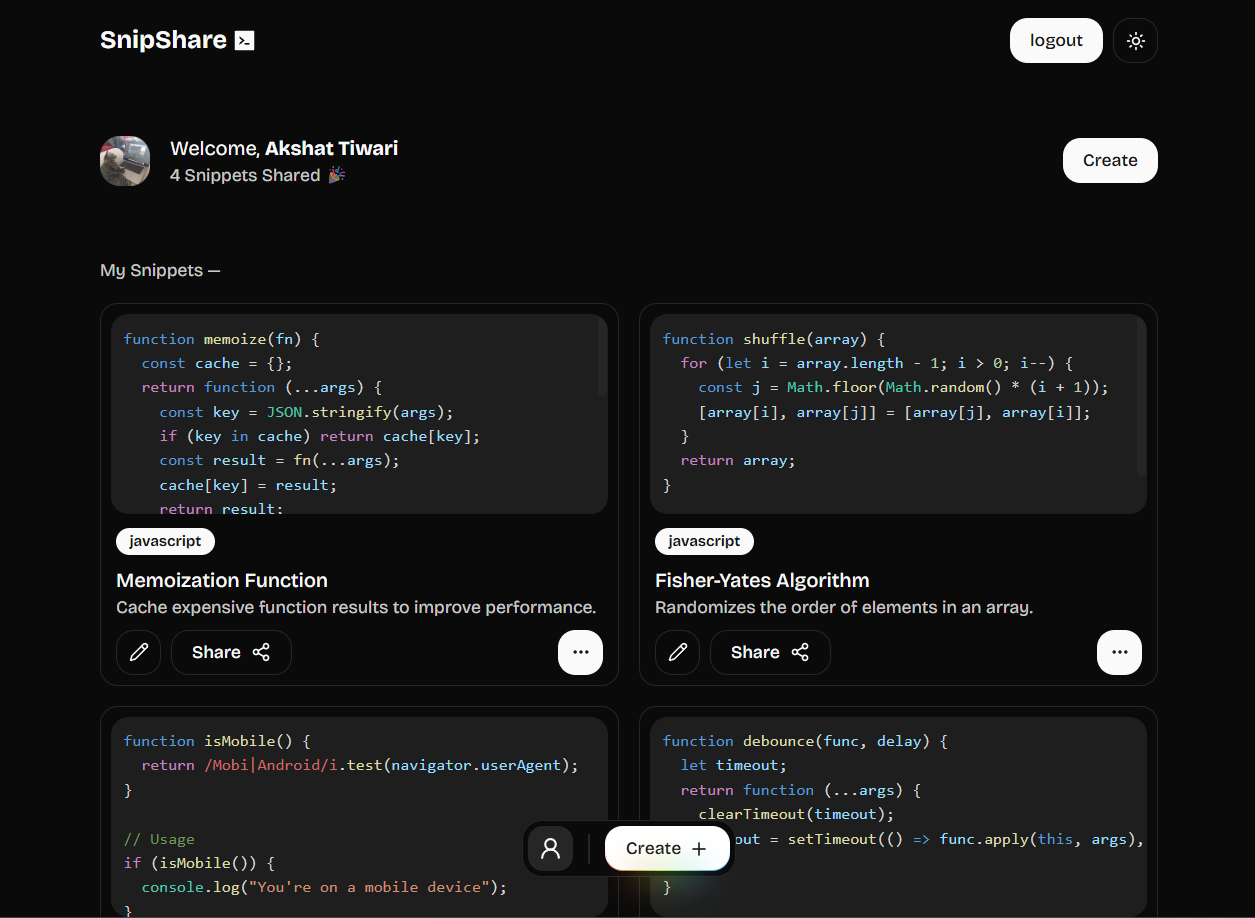 SnipShare
logout
Welcome, Akshat Tiwari
4 Snippets Shared 🎉
Create
My Snippets —
function memoize(fn) {
  const cache = {};
  return function (...args) {
    const key = JSON.stringify(args);
    if (key in cache) return cache[key];
    const result = fn(...args);
    cache[key] = result;
    return result;
javascript
Memoization Function
Cache expensive function results to improve performance.
Share
function shuffle(array) {
  for (let i = array.length - 1; i > 0; i--) {
    const j = Math.floor(Math.random() * (i + 1));
    [array[i], array[j]] = [array[j], array[i]];
  }
  return array;
}
javascript
Fisher-Yates Algorithm
Randomizes the order of elements in an array.
Share
function isMobile() {
  return /Mobi|Android/i.test(navigator.userAgent);
}
// Usage
if (isMobile()) {
  console.log("You're on a mobile device");
}
function debounce(func, delay) {
  let timeout;
  return function (...args) {
    clearTimeout(timeout);
out = setTimeout(() => func.apply(this, args),
}
Create +